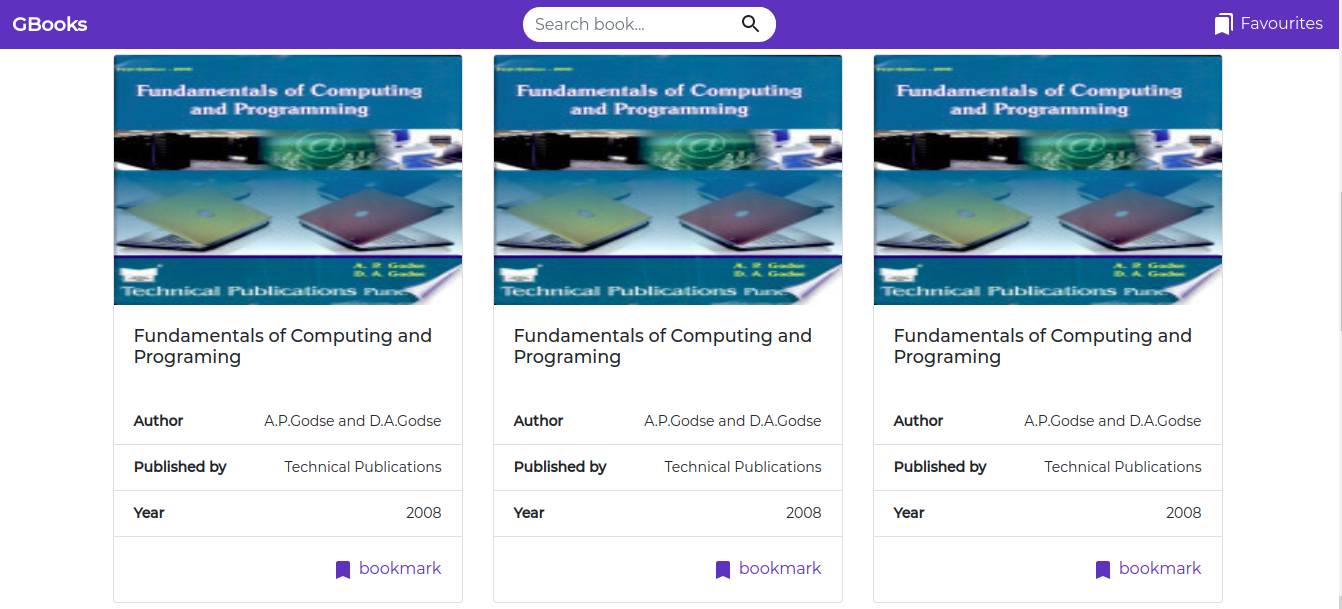 GBooks
Search book...
Favourites
Fundamentals of Computing
and Programming
A. P. Godse
D. A. Godse
Technical Publications Pune
Fundamentals of Computing and
Programing
Author A.P.Godse and D.A.Godse
Published by Technical Publications
Year 2008
bookmark
Fundamentals of Computing
and Programming
A. P. Godse
D. A. Godse
Technical Publications Pune
Fundamentals of Computing and
Programing
Author A.P.Godse and D.A.Godse
Published by Technical Publications
Year 2008
bookmark
Fundamentals of Computing
and Programming
A. P. Godse
D. A. Godse
Technical Publications Pune
Fundamentals of Computing and
Programing
Author A.P.Godse and D.A.Godse
Published by Technical Publications
Year 2008
bookmark